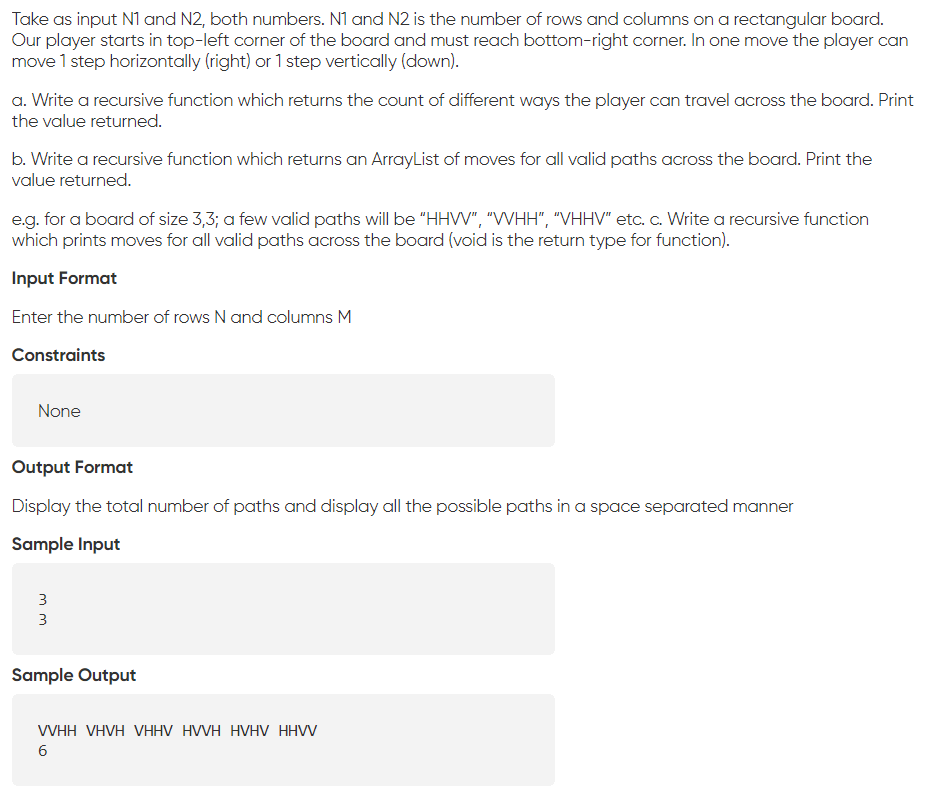 Take as input N1 and N2, both numbers. N1 and N2 is the number of rows and columns on a rectangular board.
Our player starts in top-left corner of the board and must reach bottom-right corner. In one move the player can
move 1 step horizontally (right) or 1 step vertically (down).
a. Write a recursive function which returns the count of different ways the player can travel across the board. Print
the value returned.
b. Write a recursive function which returns an ArrayList of moves for all valid paths across the board. Print the
value returned.
e.g. for a board of size 3,3; a few valid paths will be “HHVV”, “VVHH”, “VHHV” etc. c. Write a recursive function
which prints moves for all valid paths across the board (void is the return type for function).
Input Format
Enter the number of rows N and columns M
Constraints
None
Output Format
Display the total number of paths and display all the possible paths in a space separated manner
Sample Input
3
3
Sample Output
VVHH VHVH VHHV HVVH HVHV HHVV
6